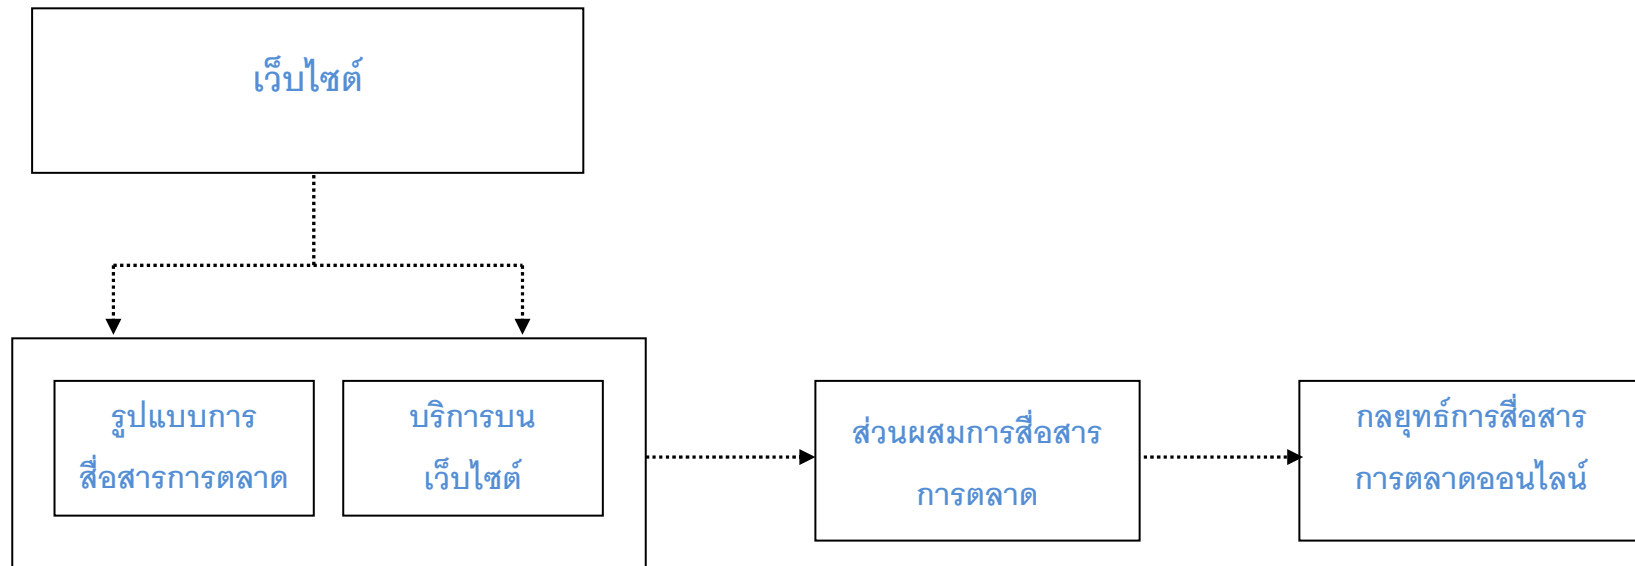 เว็บไซต์
รูปแบบการ
สื่อสารการตลาด
บริการบน
เว็บไซต์
ส่วนผสมการสื่อสาร
การตลาด
กลยุทธ์การสื่อสาร
การตลาดออนไลน์